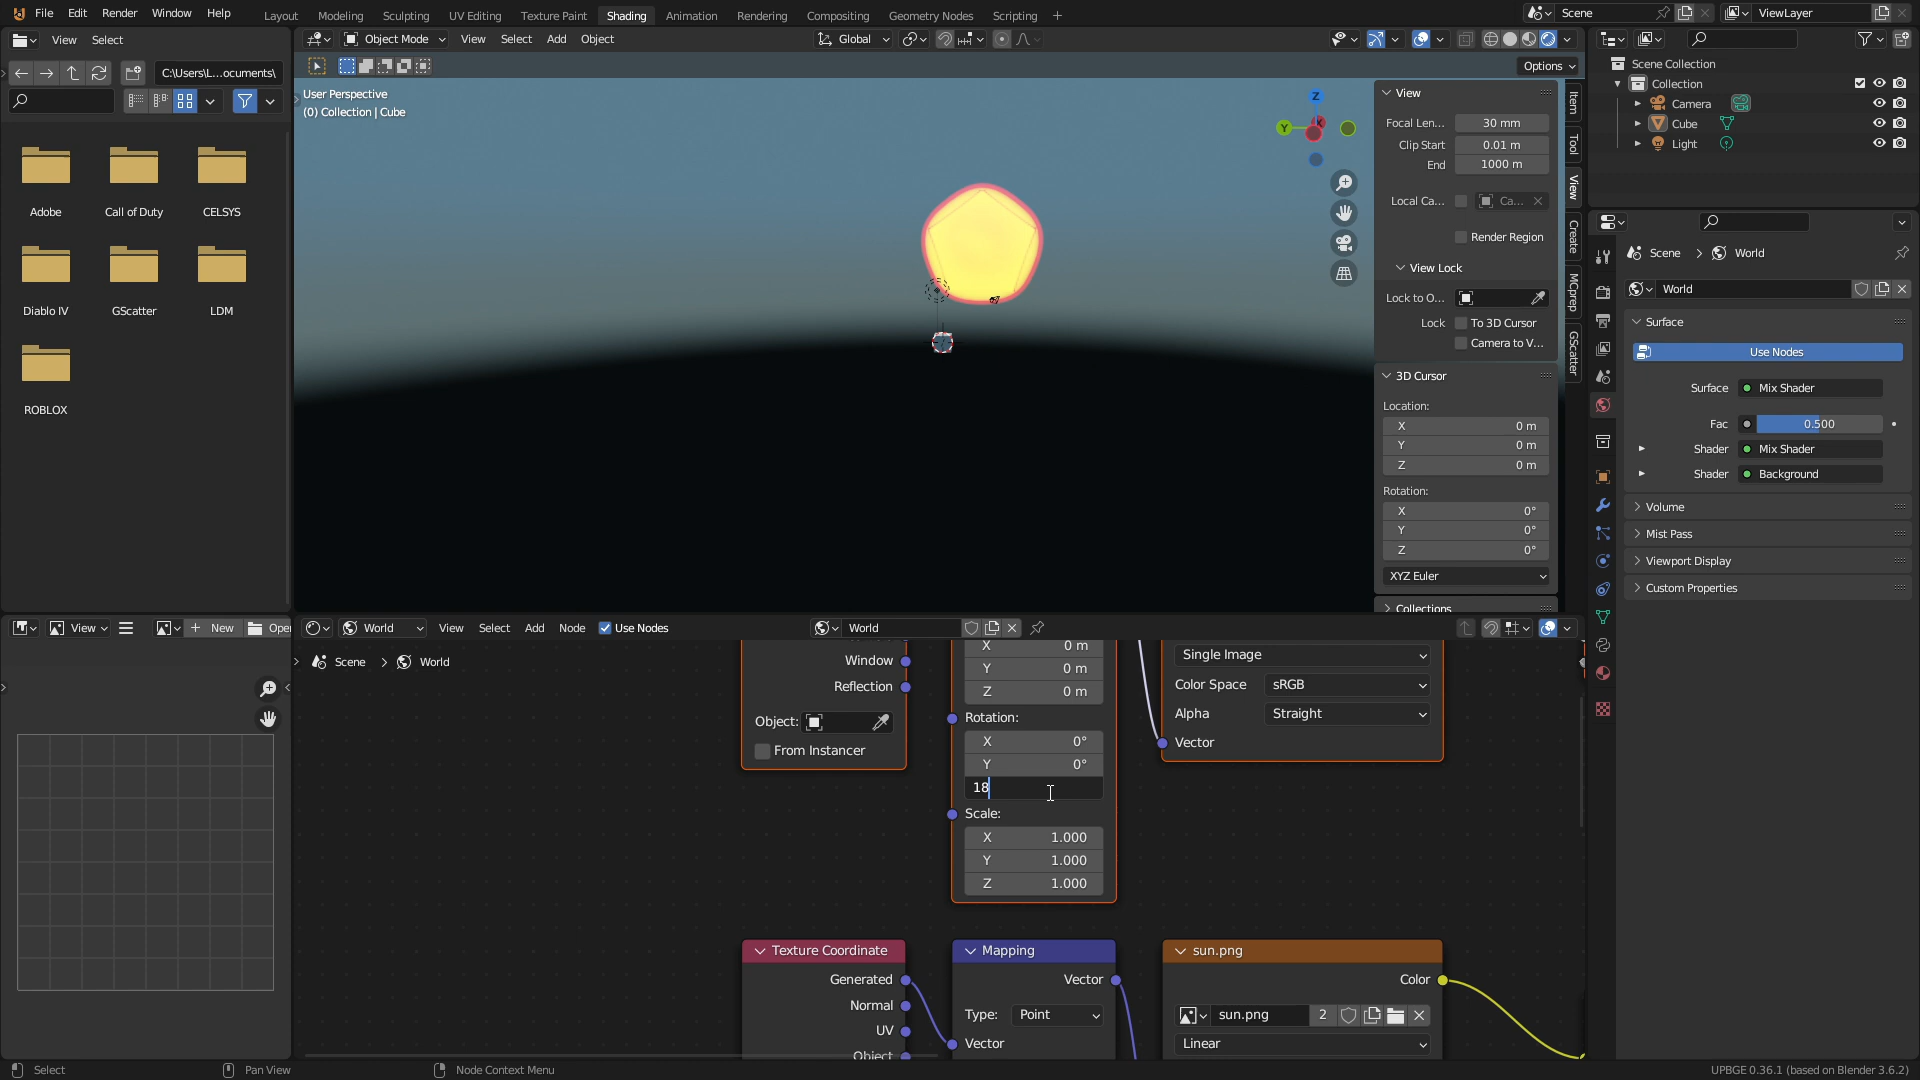 File Edit Render Window Help
Layout Modeling Sculpting UV Editing Texture Paint Shading Animation Rendering Compositing Geometry Nodes Scripting +
Scene
ViewLayer
View Select
C:\Users\L...ocuments\
Adobe
Call of Duty
CELSYS
Diablo IV
GScatter
LDM
ROBLOX
Object Mode View Select Add Object
Global
Options
User Perspective
(0) Collection | Cube
Z
Y
X
View
Focal Len... 30 mm
Clip Start 0.01 m
End 1000 m
Local Ca... Ca...
Render Region
View Lock
Lock to O...
Lock To 3D Cursor
Camera to V...
3D Cursor
Location:
X 0 m
Y 0 m
Z 0 m
Rotation:
X 0°
Y 0°
Z 0°
XYZ Euler
Collections
Item
Tool
View
Create
MCprep
GScatter
Scene Collection
Collection
Camera
Cube
Light
Scene > World
World
Surface
Use Nodes
Surface Mix Shader
Fac 0.500
Shader Mix Shader
Shader Background
Volume
Mist Pass
Viewport Display
Custom Properties
View
+ New
Ope
World View Select Add Node Use Nodes
World
Scene > World
Window
Reflection
Object:
From Instancer
X 0 m
Y 0 m
Z 0 m
Rotation:
X 0°
Y 0°
18
Scale:
X 1.000
Y 1.000
Z 1.000
Single Image
Color Space sRGB
Alpha Straight
Vector
Texture Coordinate
Generated
Normal
UV
Object
Mapping
Vector
Type: Point
Vector
sun.png
Color
sun.png 2
Linear
Select
Pan View
Node Context Menu
UPBGE 0.36.1 (based on Blender 3.6.2)